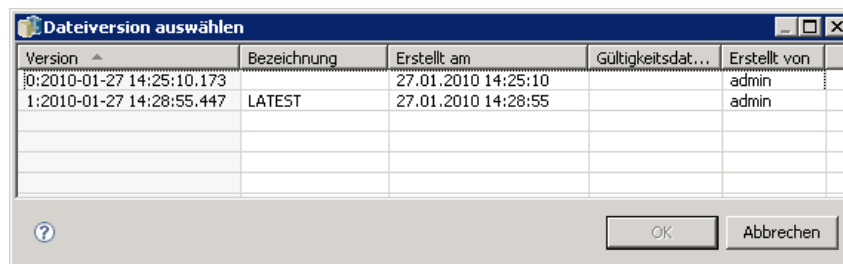 Dateiversion auswählen
Version Bezeichnung Erstellt am Gültigkeitsdat... Erstellt von
0:2010-01-27 14:25:10.173 27.01.2010 14:25:10 admin
1:2010-01-27 14:28:55.447 LATEST 27.01.2010 14:28:55 admin
? OK Abbrechen